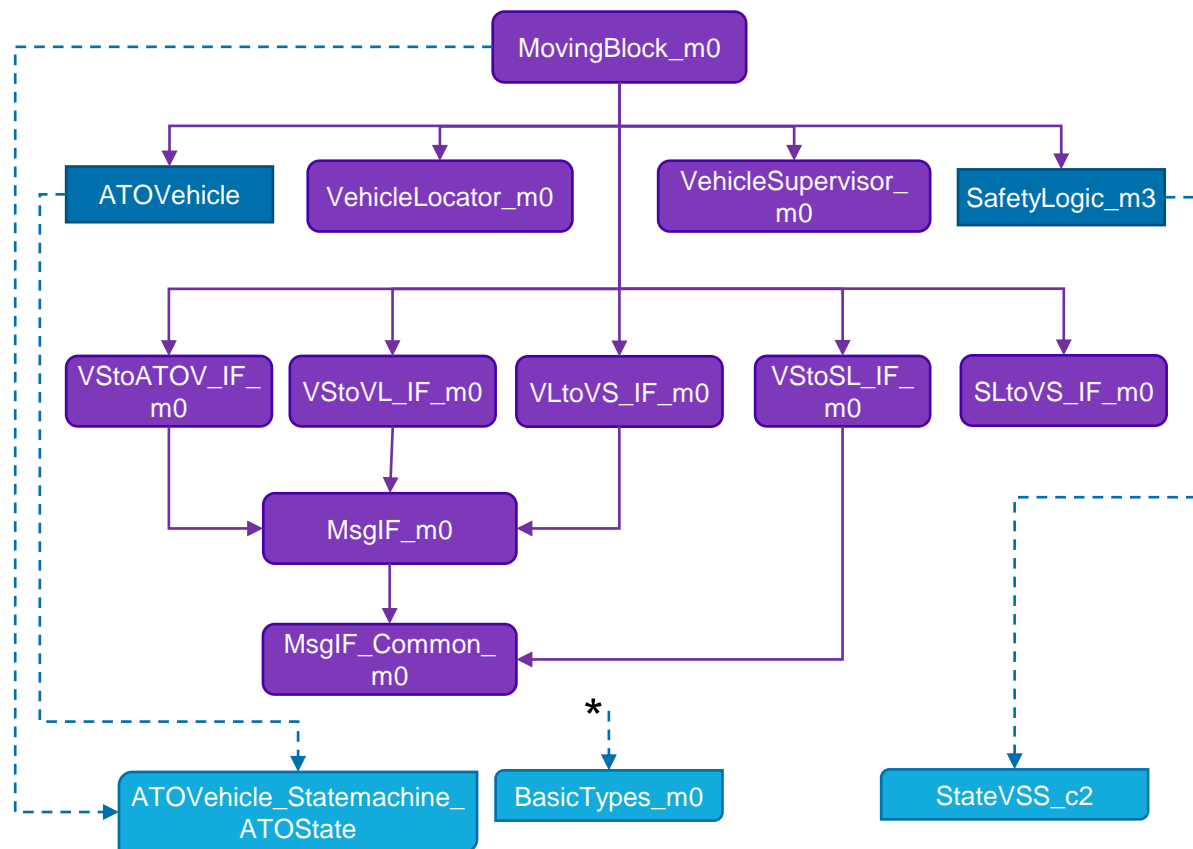 MovingBlock_m0
ATOVehicle
VehicleLocator_m0
VehicleSupervisor_
m0
SafetyLogic_m3
VStoATOV_IF_
m0
VStoVL_IF_m0
VLtoVS_IF_m0
VStoSL_IF_
m0
SLtoVS_IF_m0
MsgIF_m0
MsgIF_Common_
m0
*
ATOVehicle_Statemachine_
ATOState
BasicTypes_m0
StateVSS_c2